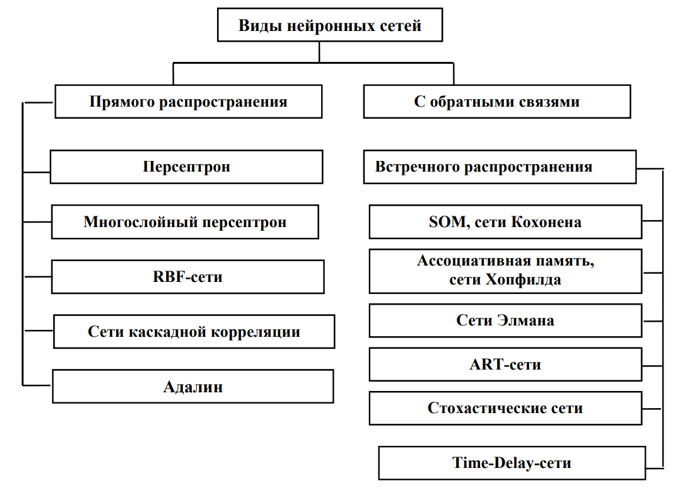 Виды нейронных сетей
Прямого распространения
С обратными связями
Персептрон
Встречного распространения
Многослойный персептрон
SOM, сети Кохонена
Ассоциативная память,
сети Хопфилда
RBF-сети
Сети Элмана
Сети каскадной корреляции
ART-сети
Адалин
Стохастические сети
Time-Delay-сети